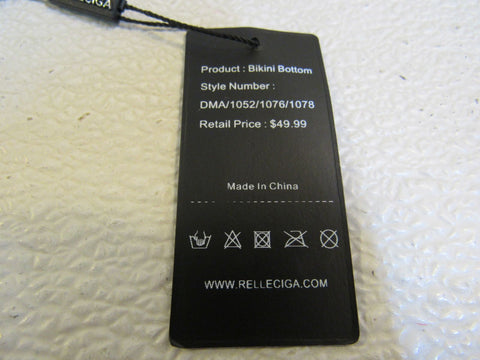 Product : Bikini Bottom
Style Number :
DMA/1052/1076/1078
Retail Price : $49.99
Made In China
WWW.RELLECIGA.COM